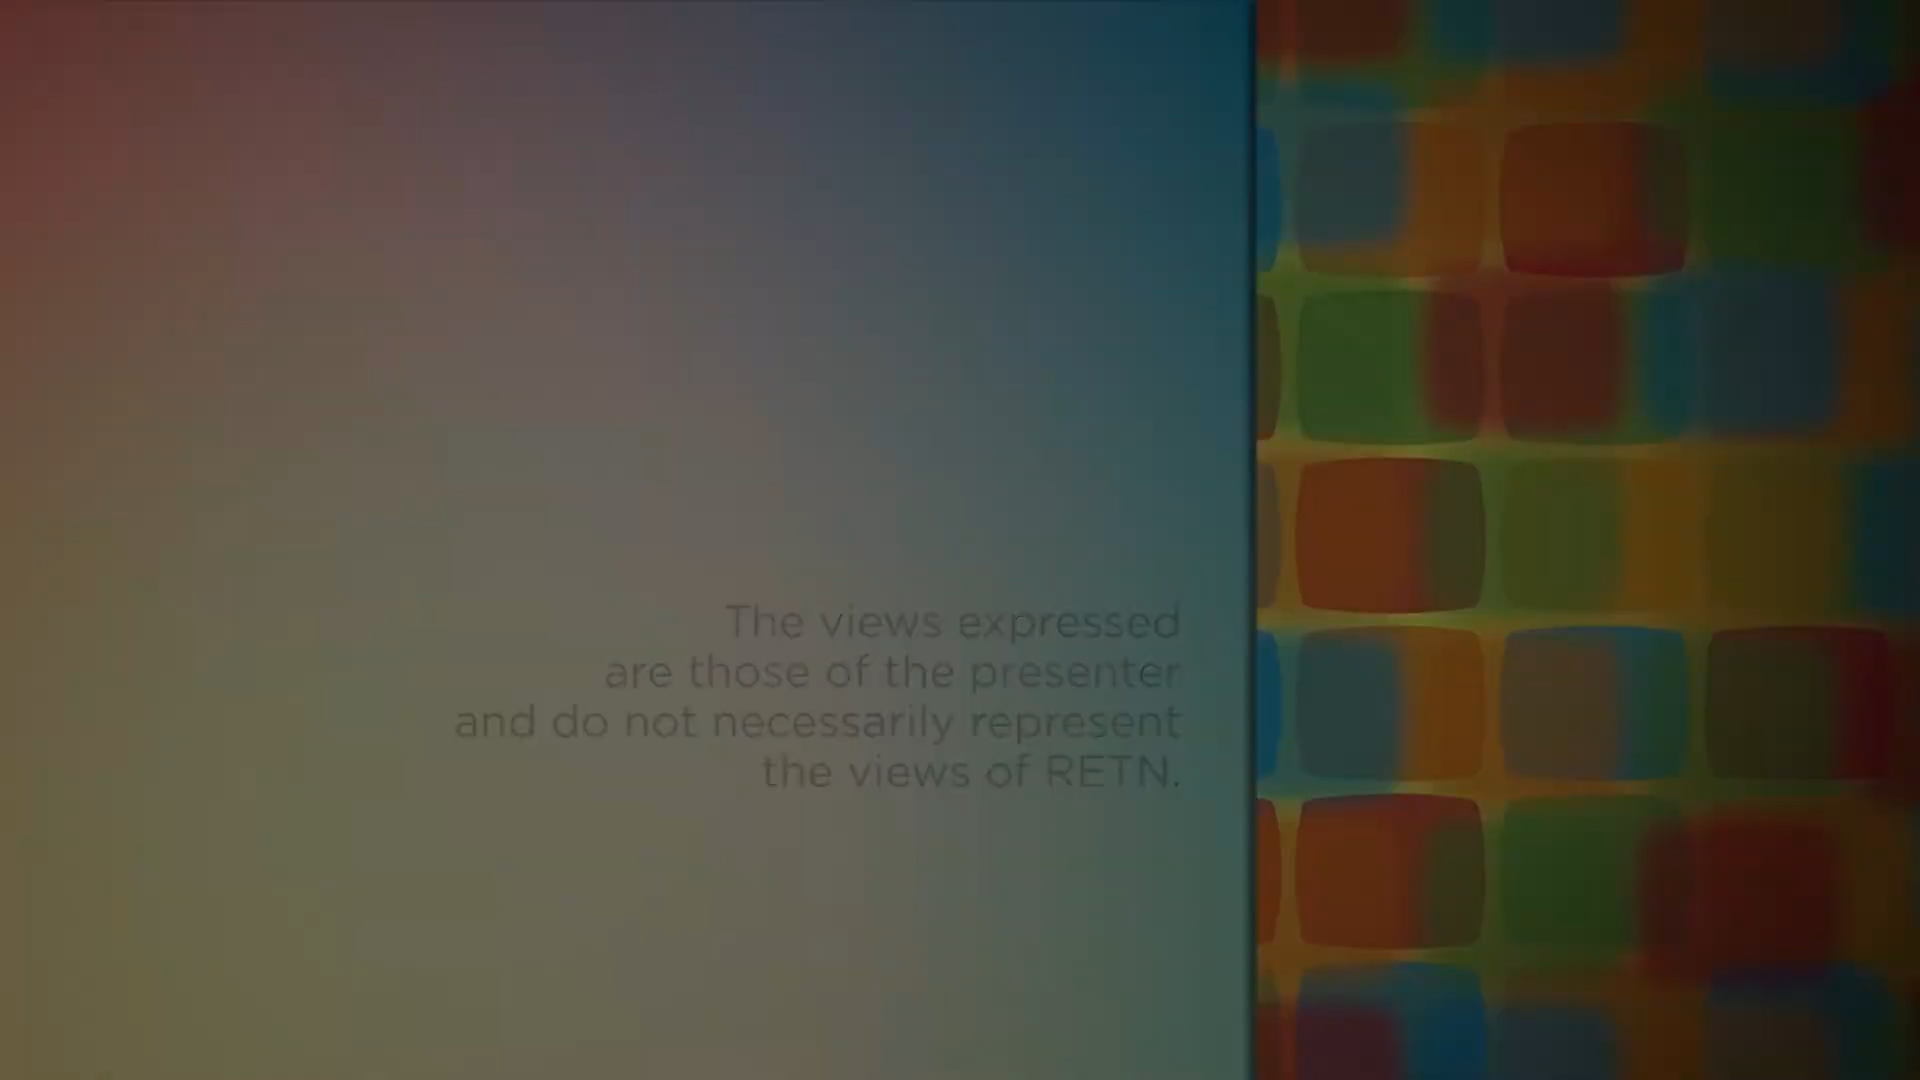 The views expressed
are those of the presenter
and do not necessarily represent
the views of RETN.